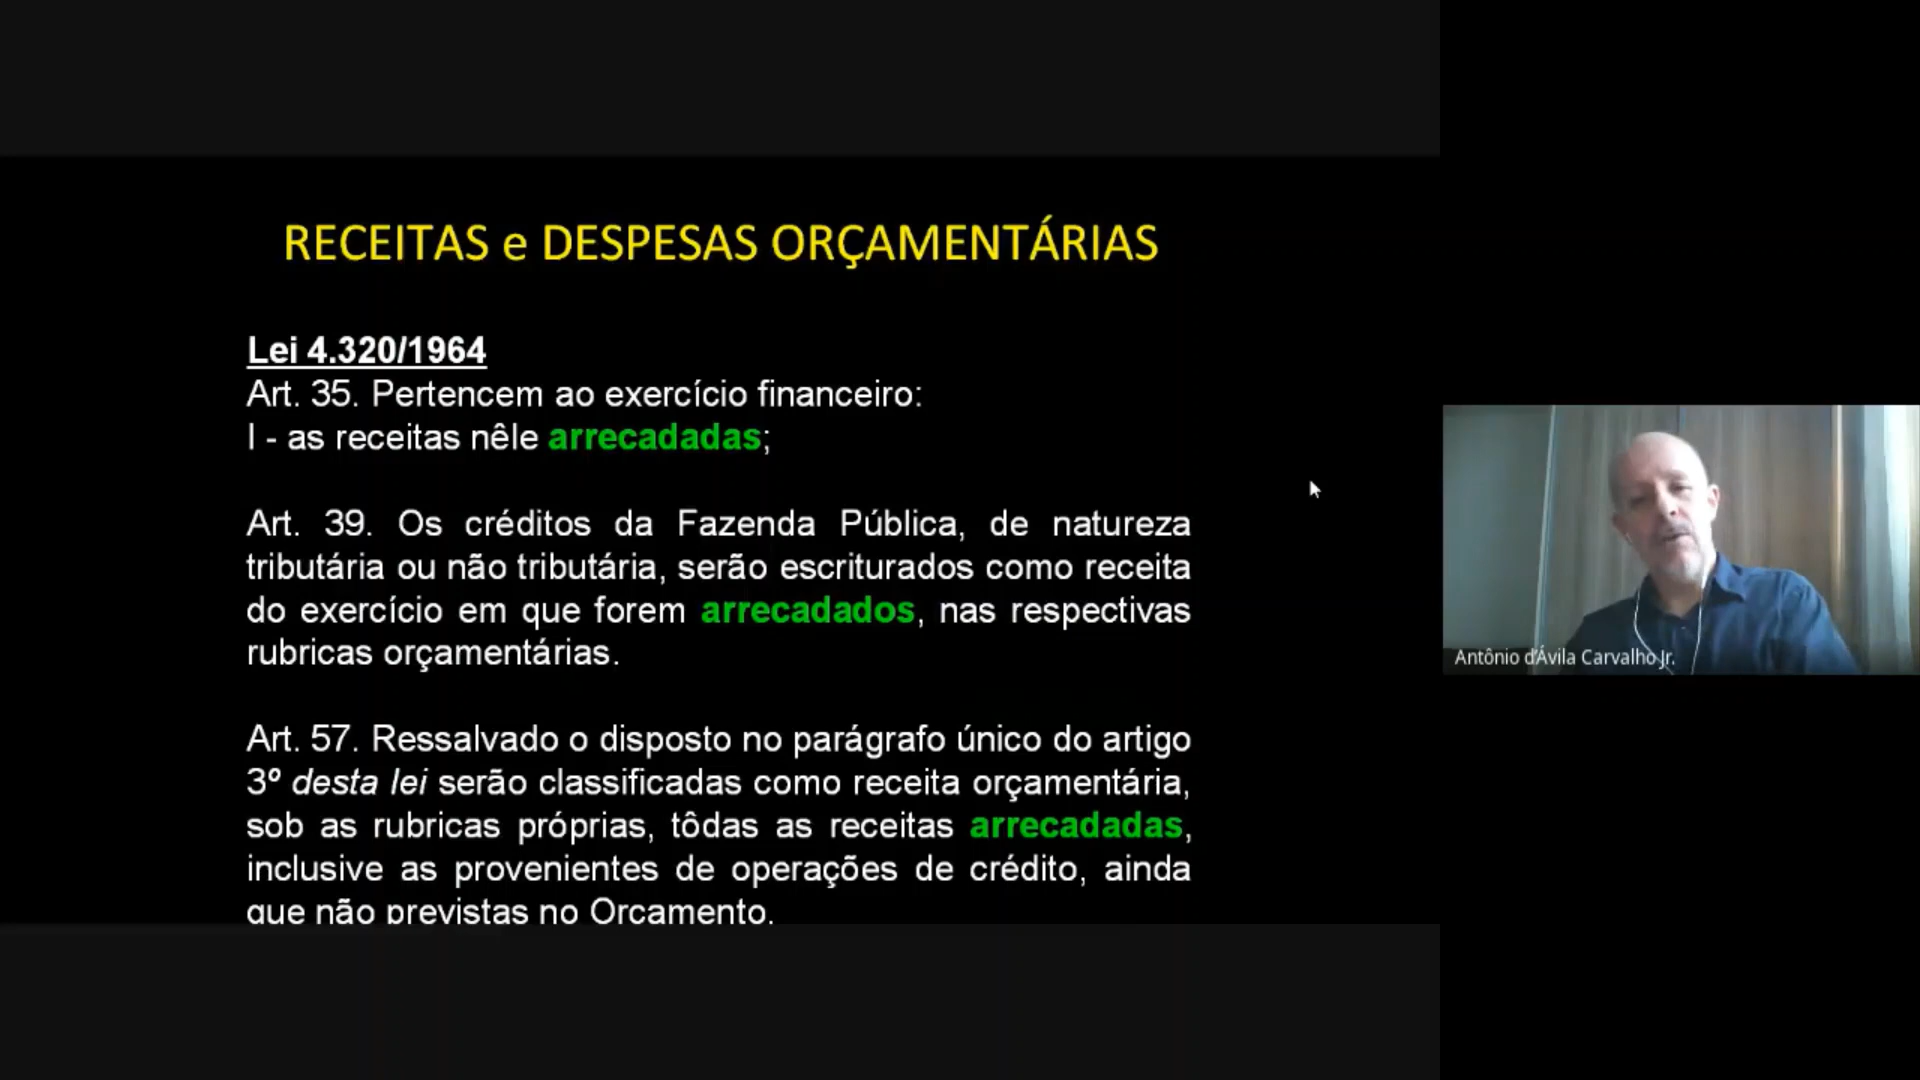 RECEITAS e DESPESAS ORÇAMENTÁRIAS
Lei 4.320/1964
Art. 35. Pertencem ao exercício financeiro:
I - as receitas nêle arrecadadas;
Art. 39. Os créditos da Fazenda Pública, de natureza
tributária ou não tributária, serão escriturados como receita
do exercício em que forem arrecadados, nas respectivas
rubricas orçamentárias.
Art. 57. Ressalvado o disposto no parágrafo único do artigo
3º desta lei serão classificadas como receita orçamentária,
sob as rubricas próprias, tôdas as receitas arrecadadas,
inclusive as provenientes de operações de crédito, ainda
que não previstas no Orçamento.
Antônio d'Ávila Carvalho Jr.